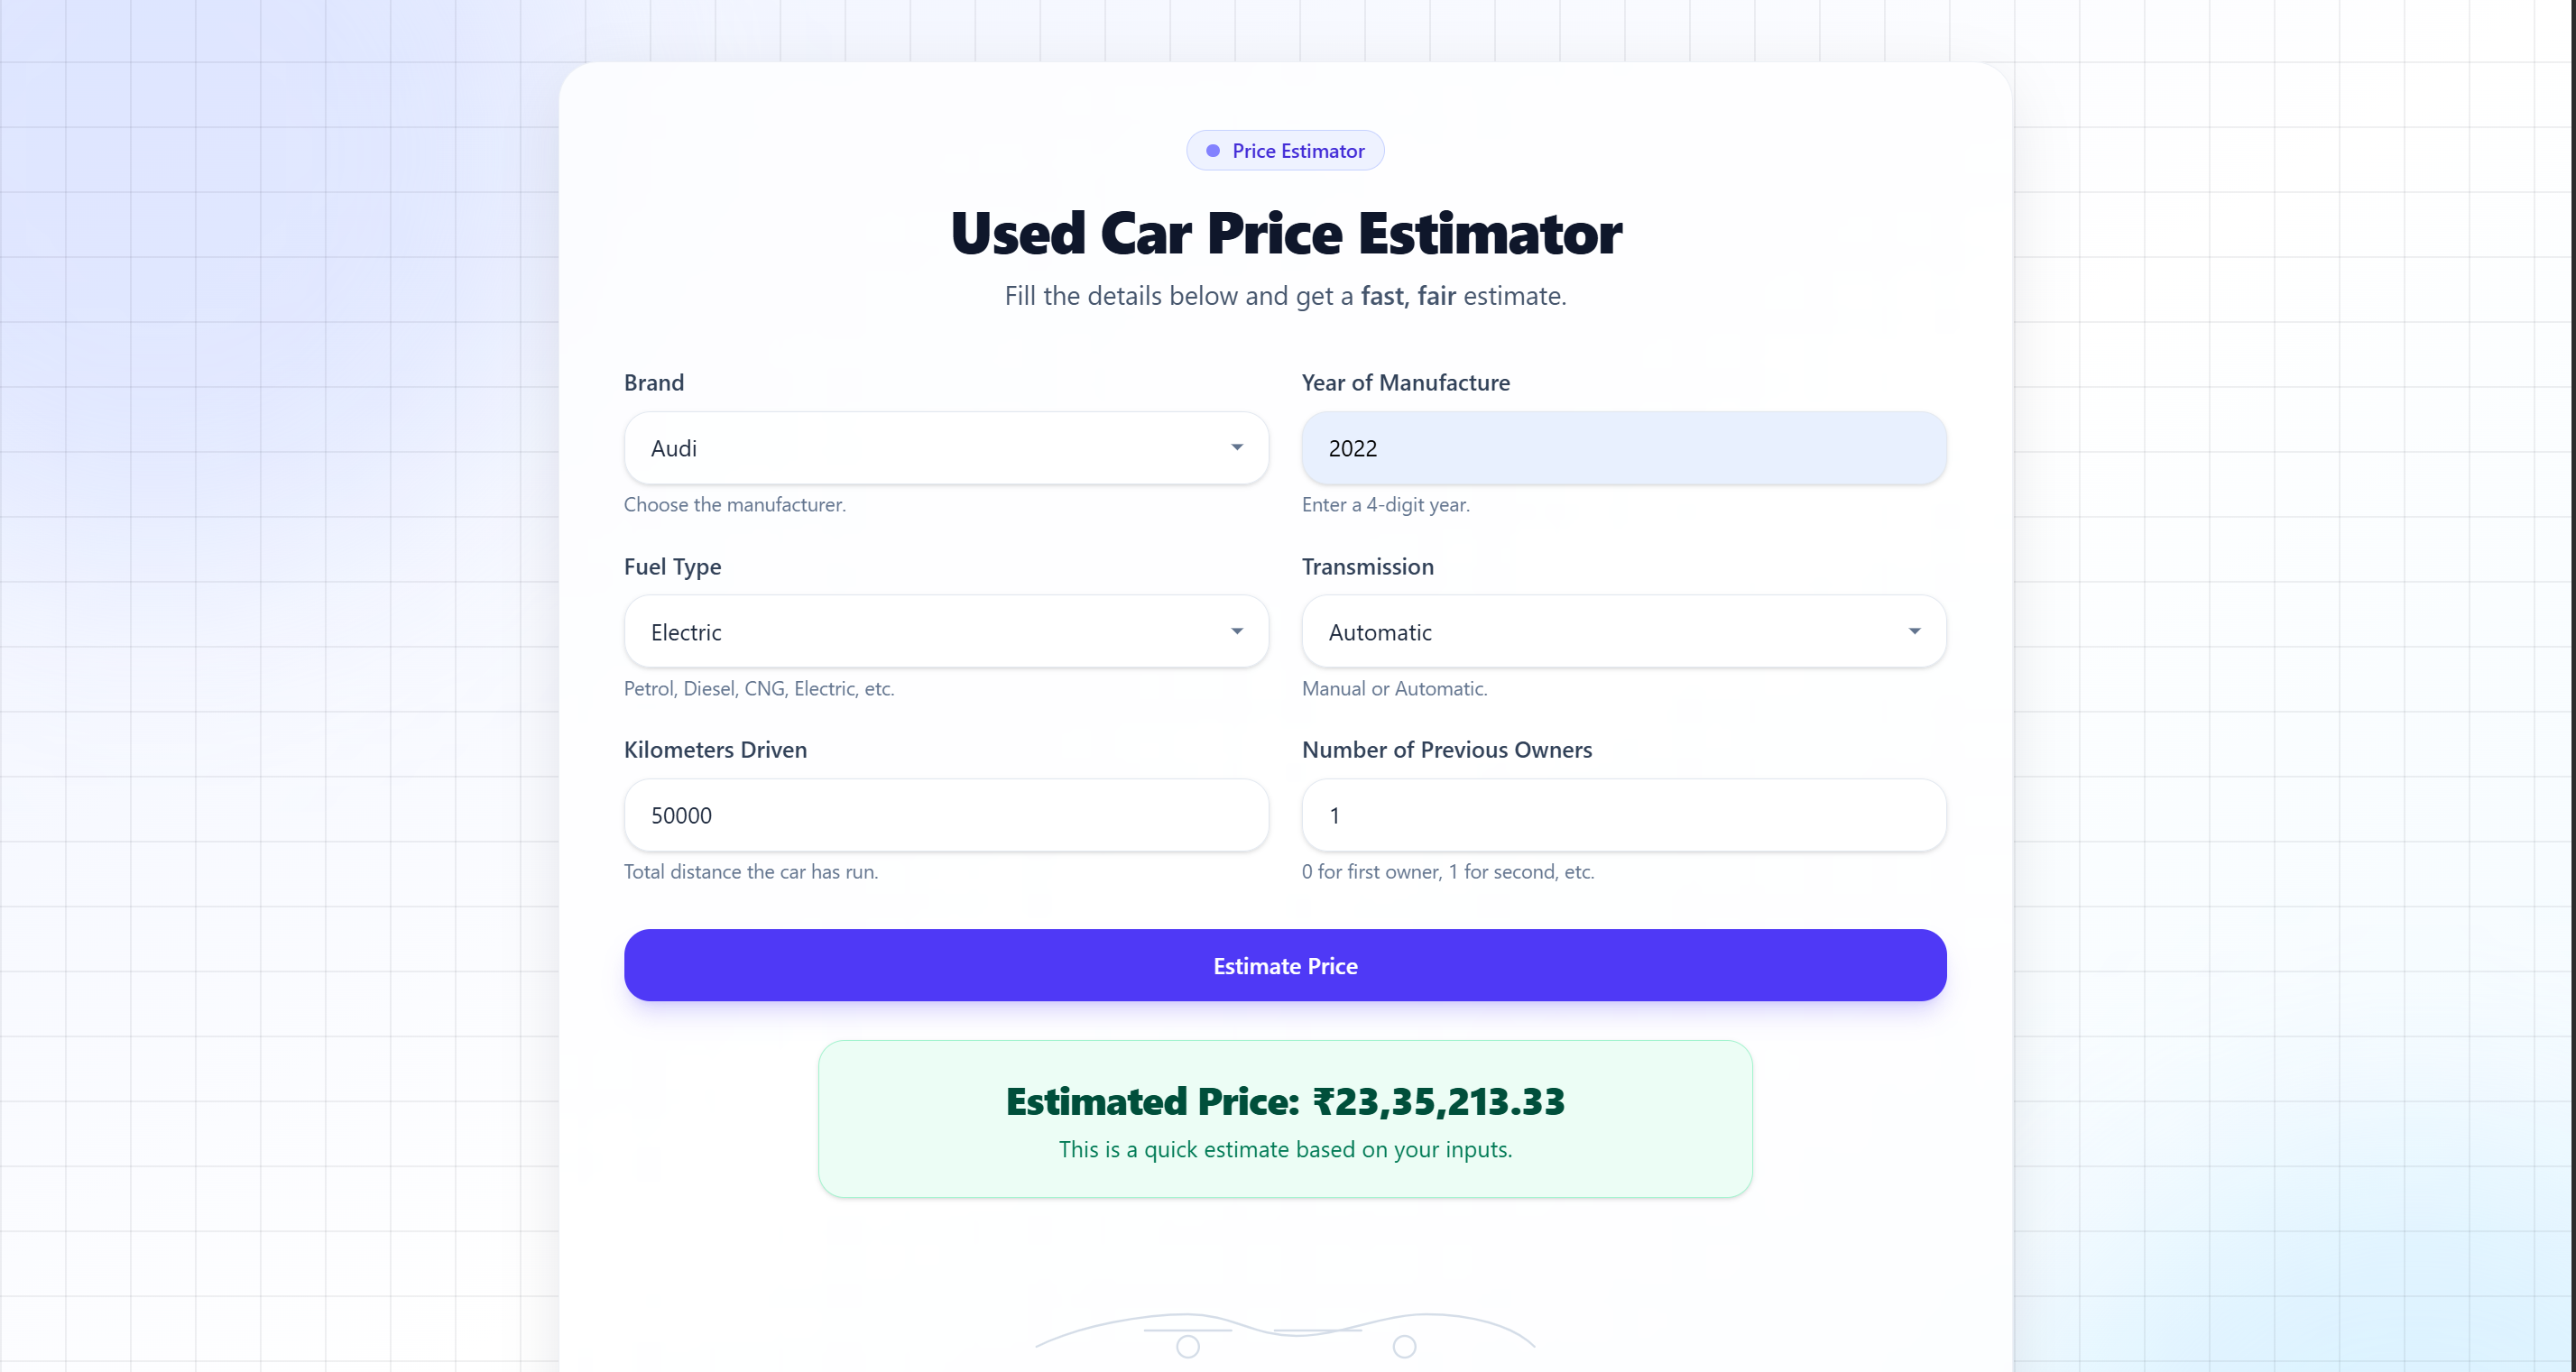 Price Estimator
Used Car Price Estimator
Fill the details below and get a fast, fair estimate.
Brand
Audi
Choose the manufacturer.
Year of Manufacture
2022
Enter a 4-digit year.
Fuel Type
Electric
Petrol, Diesel, CNG, Electric, etc.
Transmission
Automatic
Manual or Automatic.
Kilometers Driven
50000
Total distance the car has run.
Number of Previous Owners
1
0 for first owner, 1 for second, etc.
Estimate Price
Estimated Price: ₹23,35,213.33
This is a quick estimate based on your inputs.